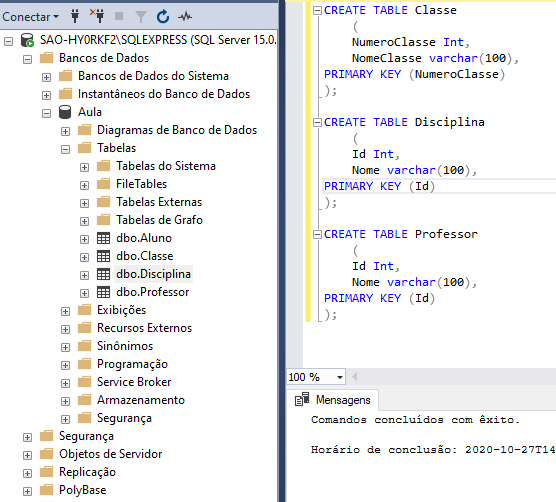 Conectar
SAO-HY0RKF2\SQLEXPRESS (SQL Server 15.0.
Bancos de Dados
Bancos de Dados do Sistema
Instantâneos do Banco de Dados
Aula
Diagramas de Banco de Dados
Tabelas
Tabelas do Sistema
FileTables
Tabelas Externas
Tabelas de Grafo
dbo.Aluno
dbo.Classe
dbo.Disciplina
dbo.Professor
Exibições
Recursos Externos
Sinônimos
Programação
Service Broker
Armazenamento
Segurança
Segurança
Objetos de Servidor
Replicação
PolyBase
CREATE TABLE Classe
(
NumeroClasse Int,
NomeClasse varchar(100),
PRIMARY KEY (NumeroClasse)
);
CREATE TABLE Disciplina
(
Id Int,
Nome varchar(100),
PRIMARY KEY (Id)
);
CREATE TABLE Professor
(
Id Int,
Nome varchar(100),
PRIMARY KEY (Id)
);
100 %
Mensagens
Comandos concluídos com êxito.
Horário de conclusão: 2020-10-27T14